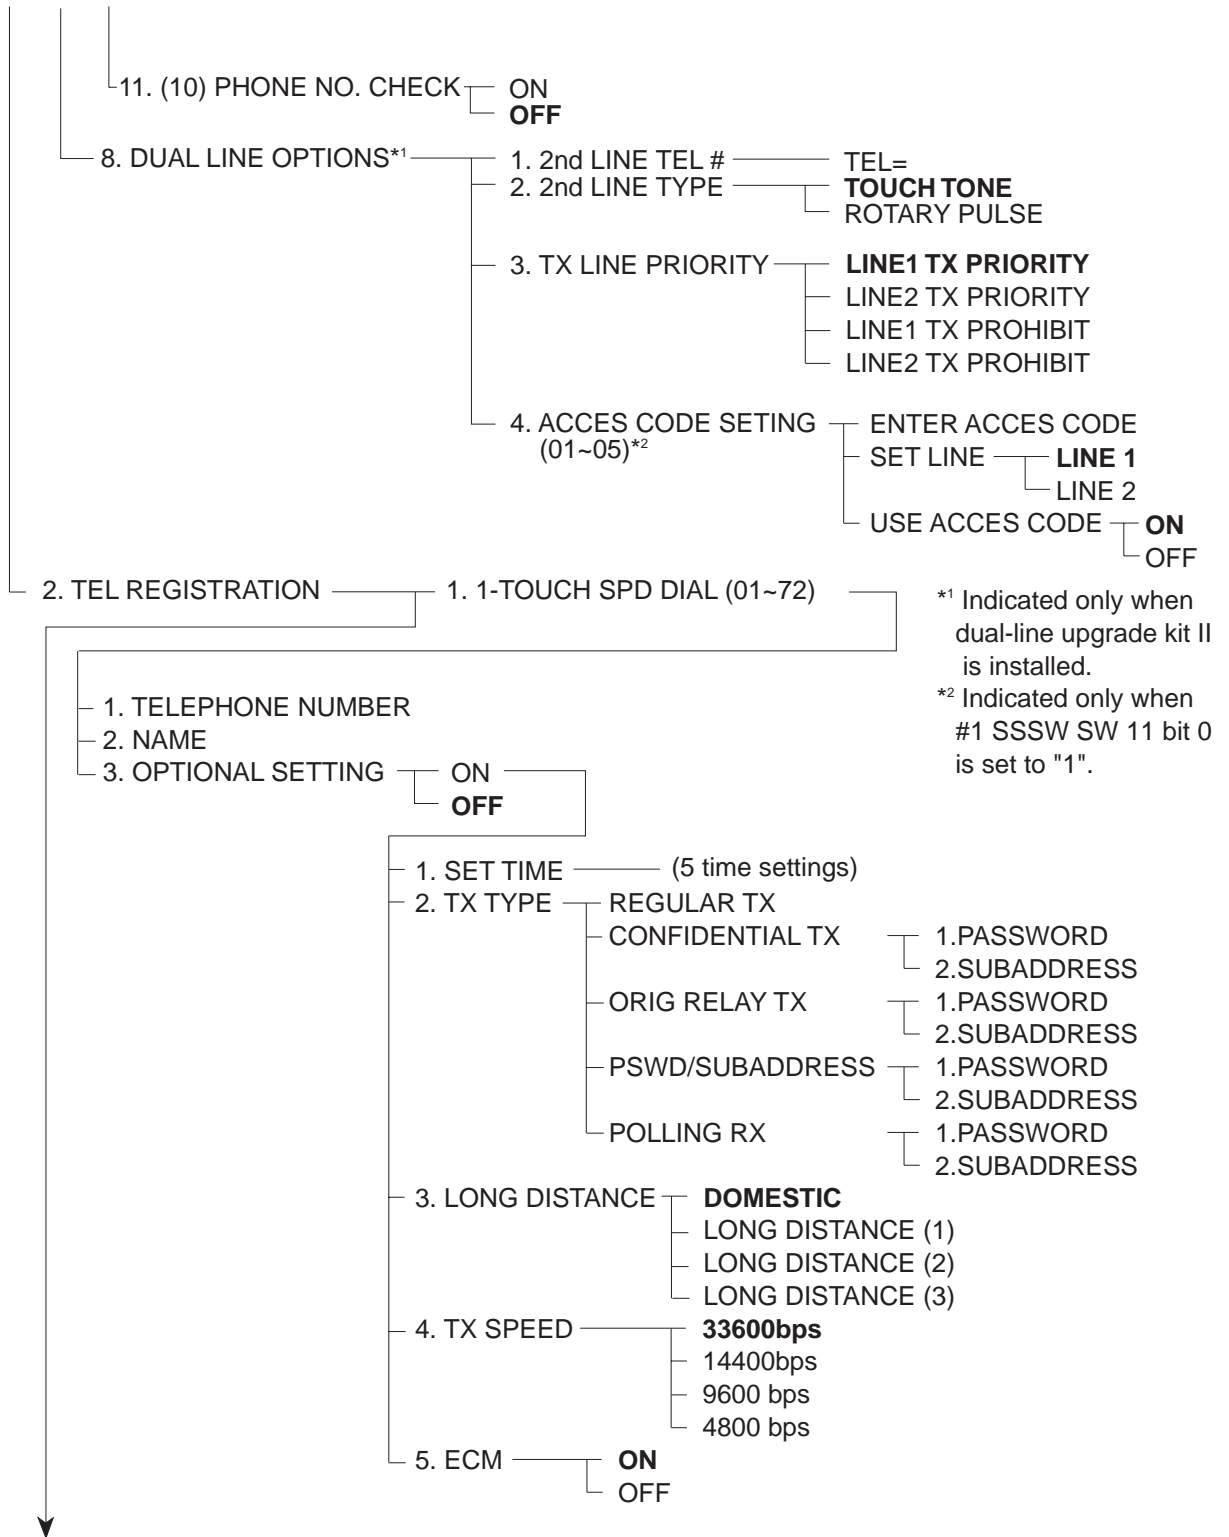 11. (10) PHONE NO. CHECK ON
OFF
8. DUAL LINE OPTIONS*1 1. 2nd LINE TEL # TEL=
2. 2nd LINE TYPE TOUCH TONE
ROTARY PULSE
3. TX LINE PRIORITY LINE1 TX PRIORITY
LINE2 TX PRIORITY
LINE1 TX PROHIBIT
LINE2 TX PROHIBIT
4. ACCES CODE SETING ENTER ACCES CODE
(01~05)*2 SET LINE LINE 1
LINE 2
USE ACCES CODE ON
OFF
2. TEL REGISTRATION 1. 1-TOUCH SPD DIAL (01~72)
*1 Indicated only when
dual-line upgrade kit II
is installed.
*2 Indicated only when
#1 SSSW SW 11 bit 0
is set to "1".
1. TELEPHONE NUMBER
2. NAME
3. OPTIONAL SETTING ON
OFF
1. SET TIME (5 time settings)
2. TX TYPE REGULAR TX
CONFIDENTIAL TX 1.PASSWORD
2.SUBADDRESS
ORIG RELAY TX 1.PASSWORD
2.SUBADDRESS
PSWD/SUBADDRESS 1.PASSWORD
2.SUBADDRESS
POLLING RX 1.PASSWORD
2.SUBADDRESS
3. LONG DISTANCE DOMESTIC
LONG DISTANCE (1)
LONG DISTANCE (2)
LONG DISTANCE (3)
4. TX SPEED 33600bps
14400bps
9600 bps
4800 bps
5. ECM ON
OFF